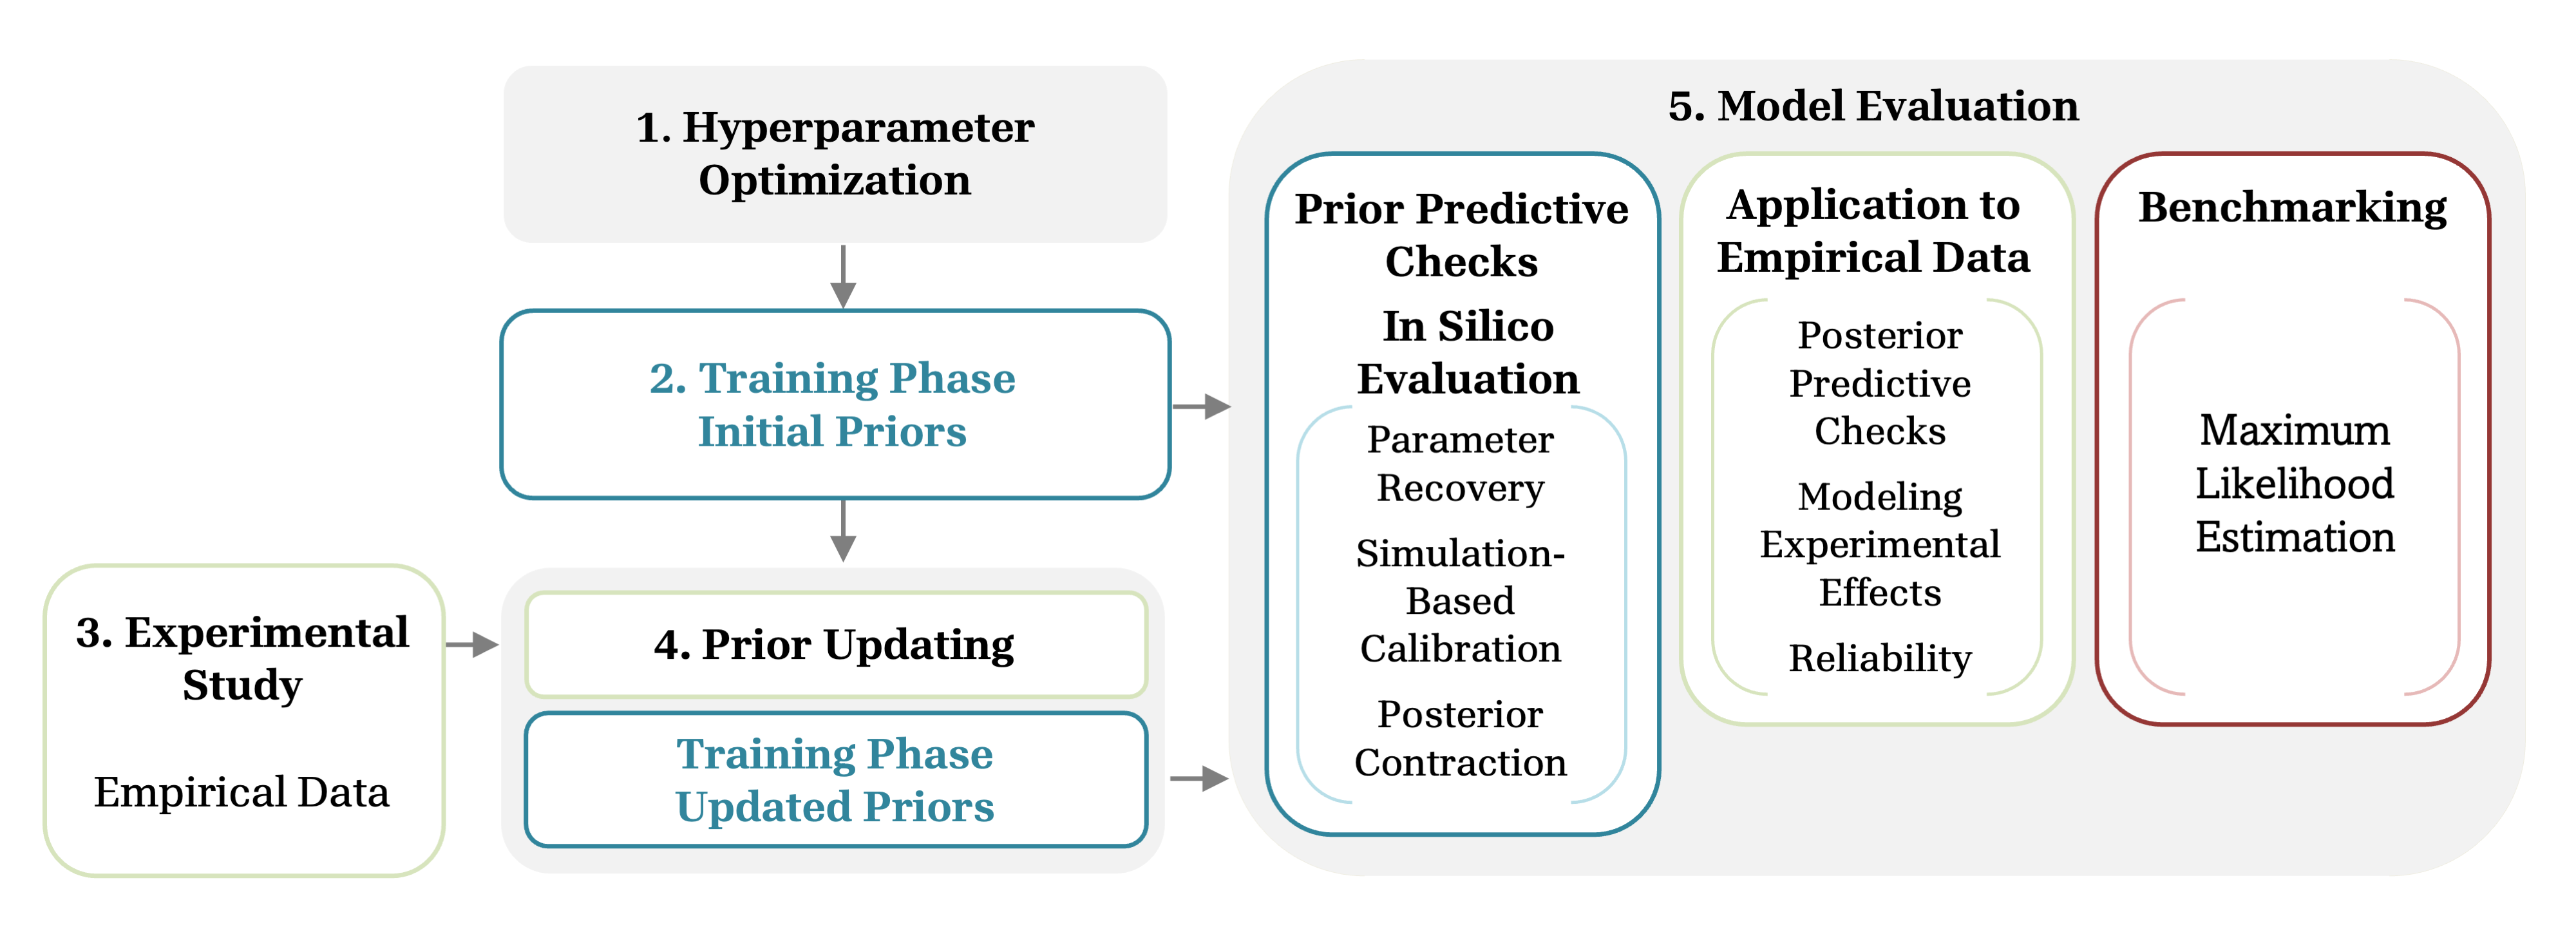 1. Hyperparameter
Optimization
2. Training Phase
Initial Priors
3. Experimental
Study
Empirical Data
4. Prior Updating
Training Phase
Updated Priors
5. Model Evaluation
Prior Predictive
Checks
In Silico
Evaluation
Parameter
Recovery
Simulation-
Based
Calibration
Posterior
Contraction
Application to
Empirical Data
Posterior
Predictive
Checks
Modeling
Experimental
Effects
Reliability
Benchmarking
Maximum
Likelihood
Estimation